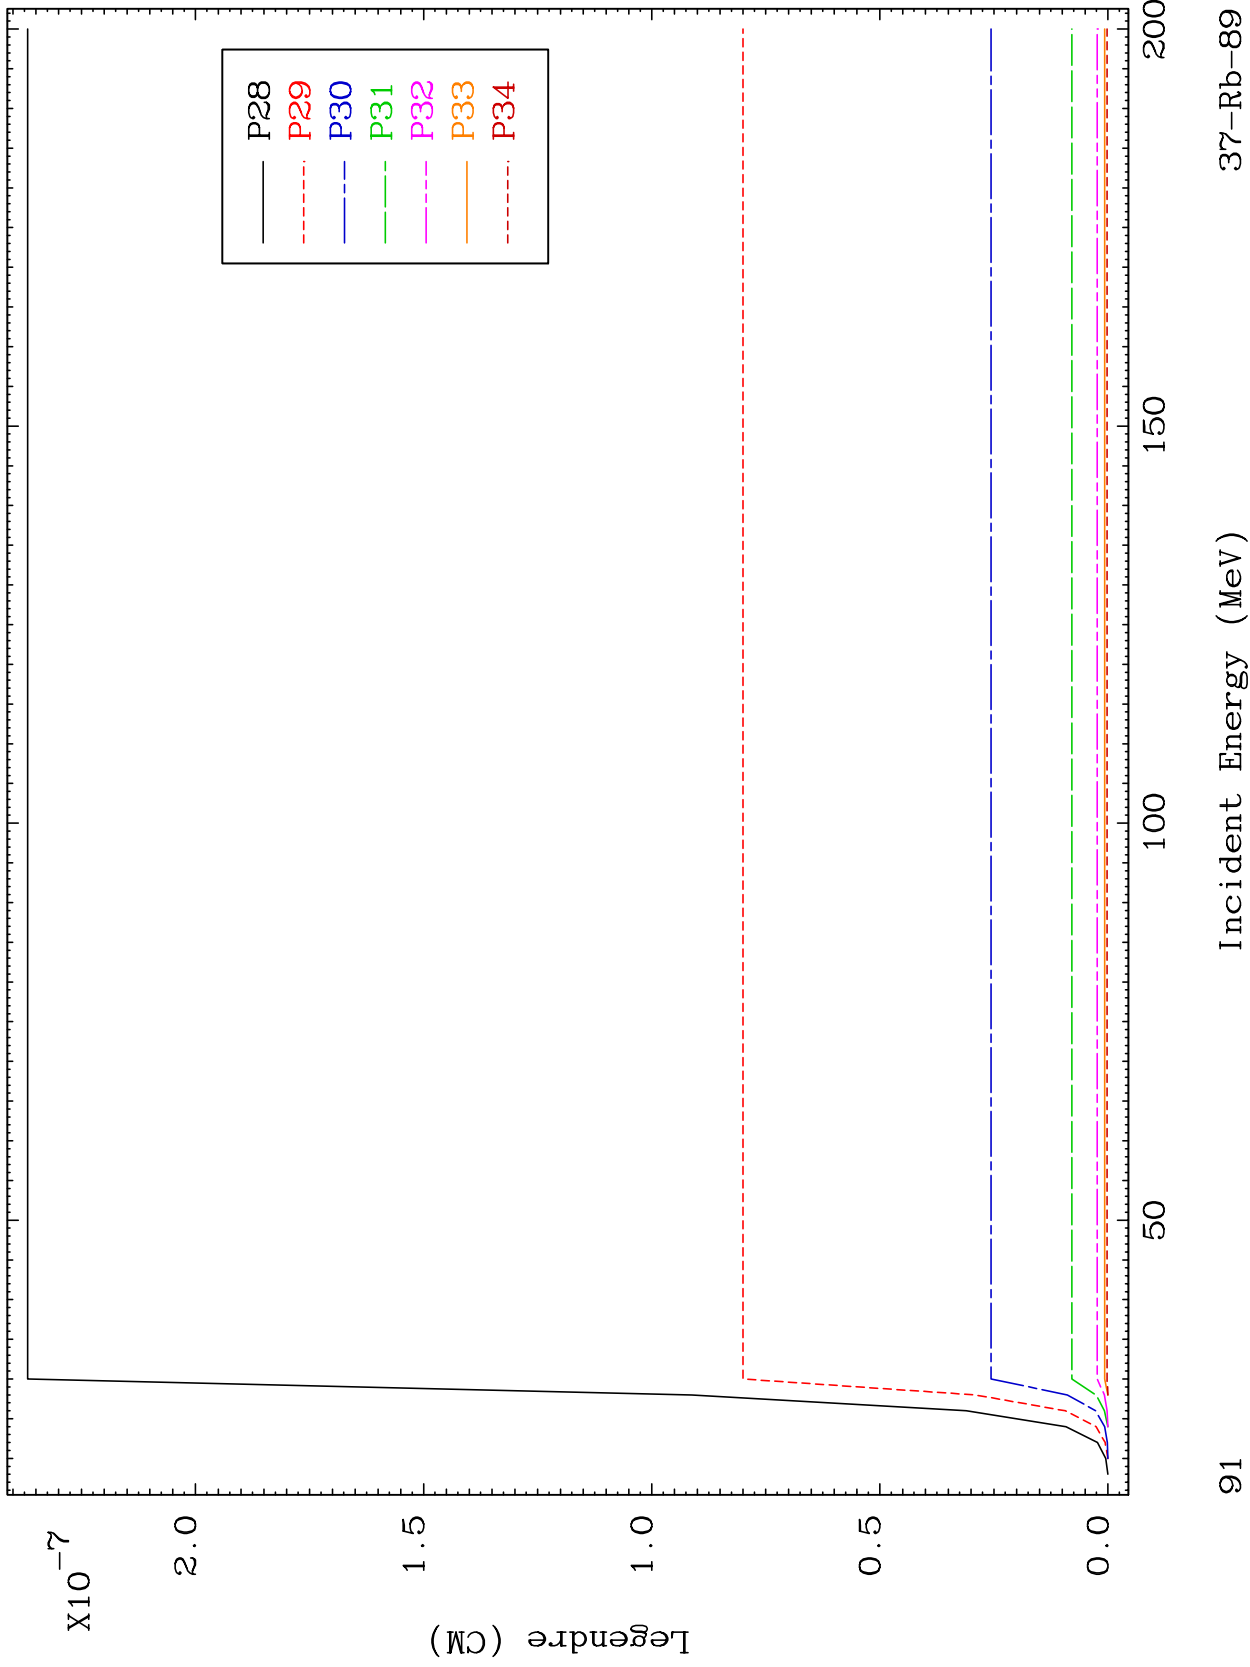 X10-7
2.0
1.5
1.0
0.5
0.0
Legendre (CM)
P28
P29
P30
P31
P32
P33
P34
50
100
150
200
Incident Energy (MeV)
91
37-Rb-89